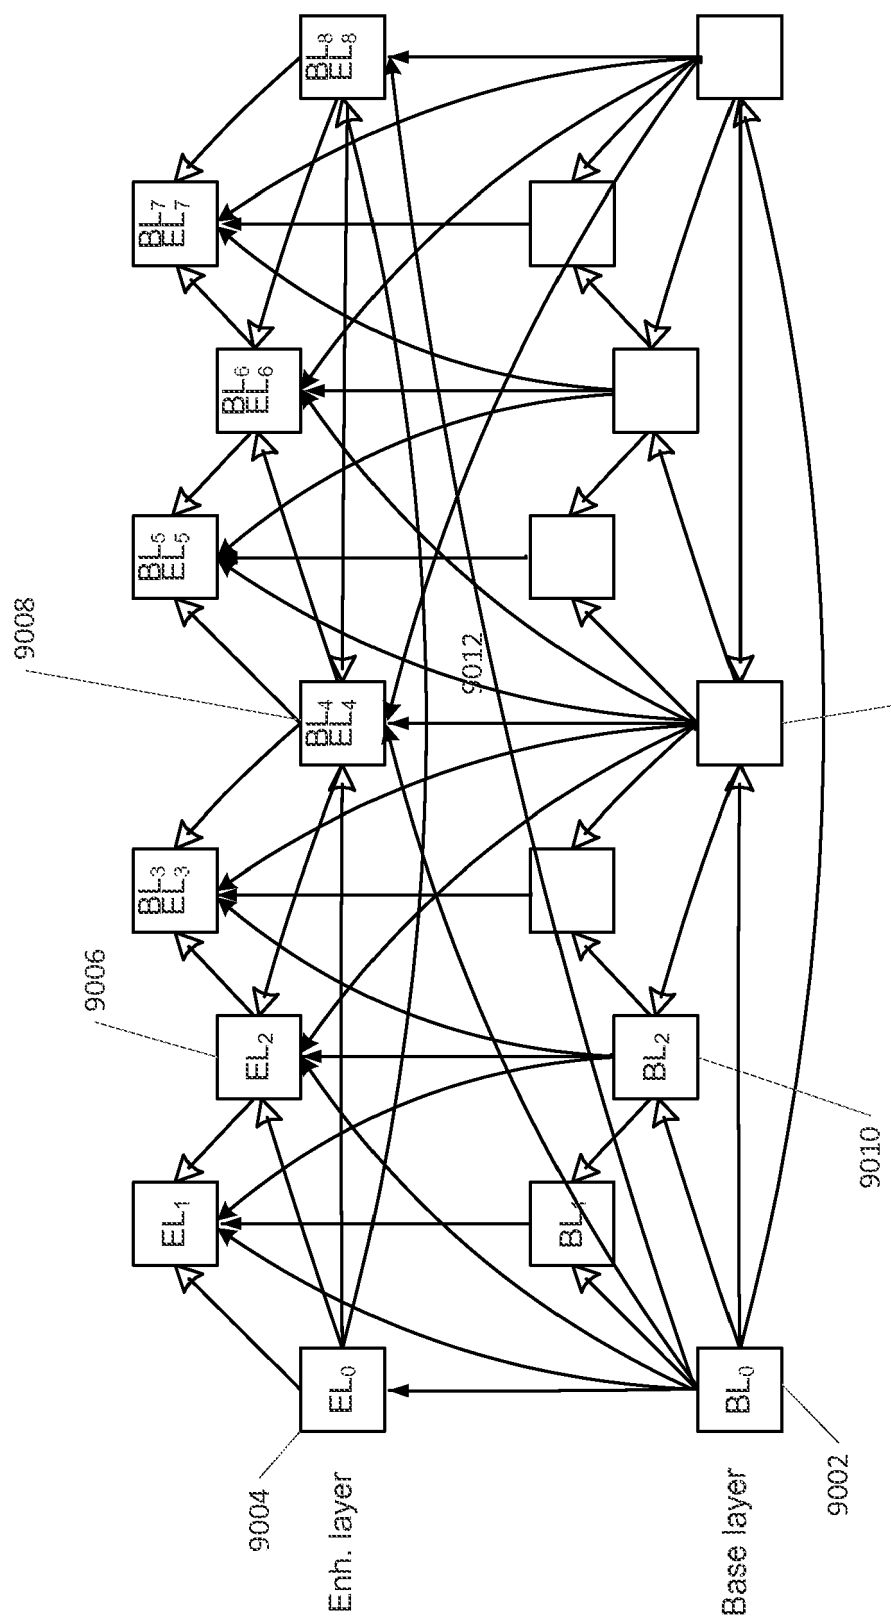 9008
9006
EL₁
BL₃
EL₃
BL₅
EL₅
BL₇
EL₇
EL₂
BL₆
EL₆
9004
Enh. layer
EL₀
BL₄
EL₄
BL₈
EL₈
9012
BL₁
BL₂
Base layer
BL₀
9002
9010